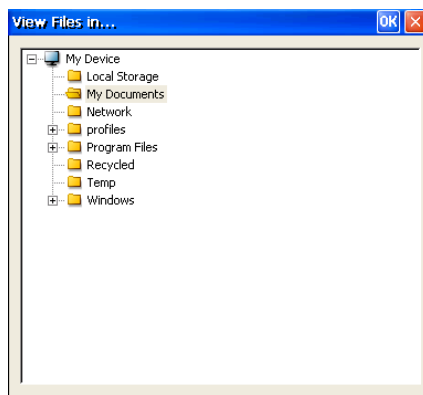 View Files in...
OK
My Device
Local Storage
My Documents
Network
profiles
Program Files
Recycled
Temp
Windows